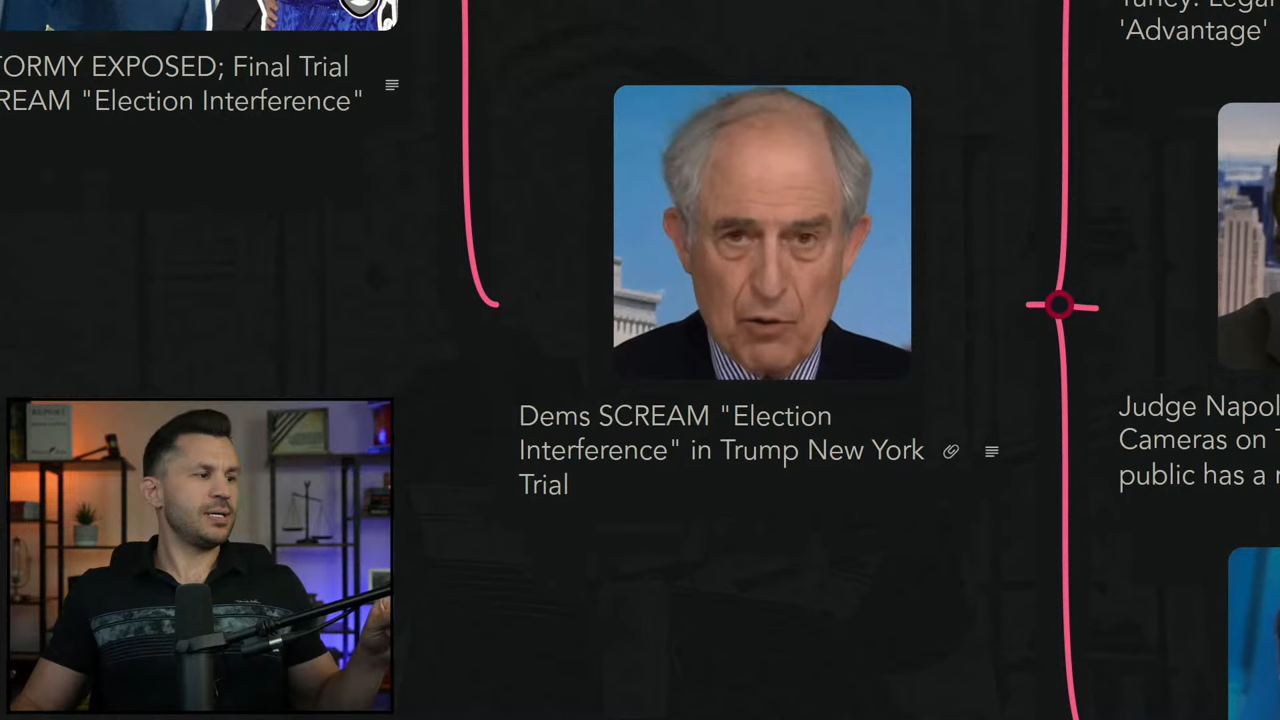 TORMY EXPOSED; Final Trial
REAM "Election Interference"
Dems SCREAM "Election
Interference" in Trump New York
Trial
'Advantage'
Judge Napol
Cameras on T
public has a r